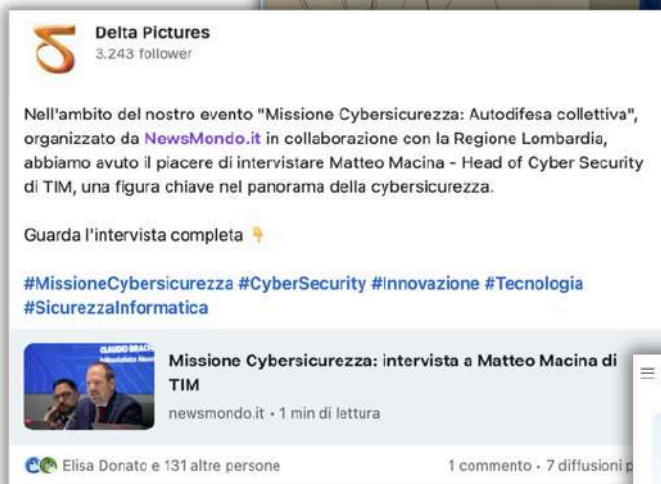 Delta Pictures
3.243 follower
Nell'ambito del nostro evento "Missione Cybersicurezza: Autodifesa collettiva",
organizzato da NewsMondo.it in collaborazione con la Regione Lombardia,
abbiamo avuto il piacere di intervistare Matteo Macina - Head of Cyber Security
di TIM, una figura chiave nel panorama della cybersicurezza.
Guarda l'intervista completa 👇
#MissioneCybersicurezza #CyberSecurity #Innovazione #Tecnologia
#SicurezzaInformatica
CLAUDIO BRACH
Missione Cybersicurezza: intervista a Matteo Macina di
TIM
newsmondo.it • 1 min di lettura
Elisa Donato e 131 altre persone
1 commento • 7 diffusioni p